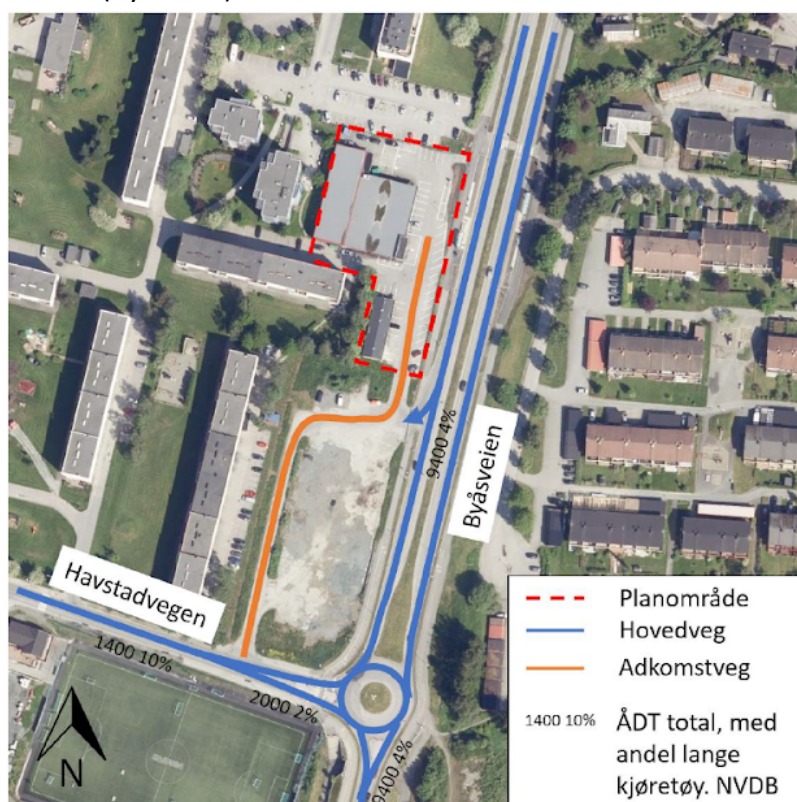 9400 4%
Byåsveien
Havstadvegen
1400 10%
2000 2%
9400 4%
N
Planområde
Hovedveg
Adkomstveg
1400 10%
ÅDT total, med
andel lange
kjøretøy. NVDB